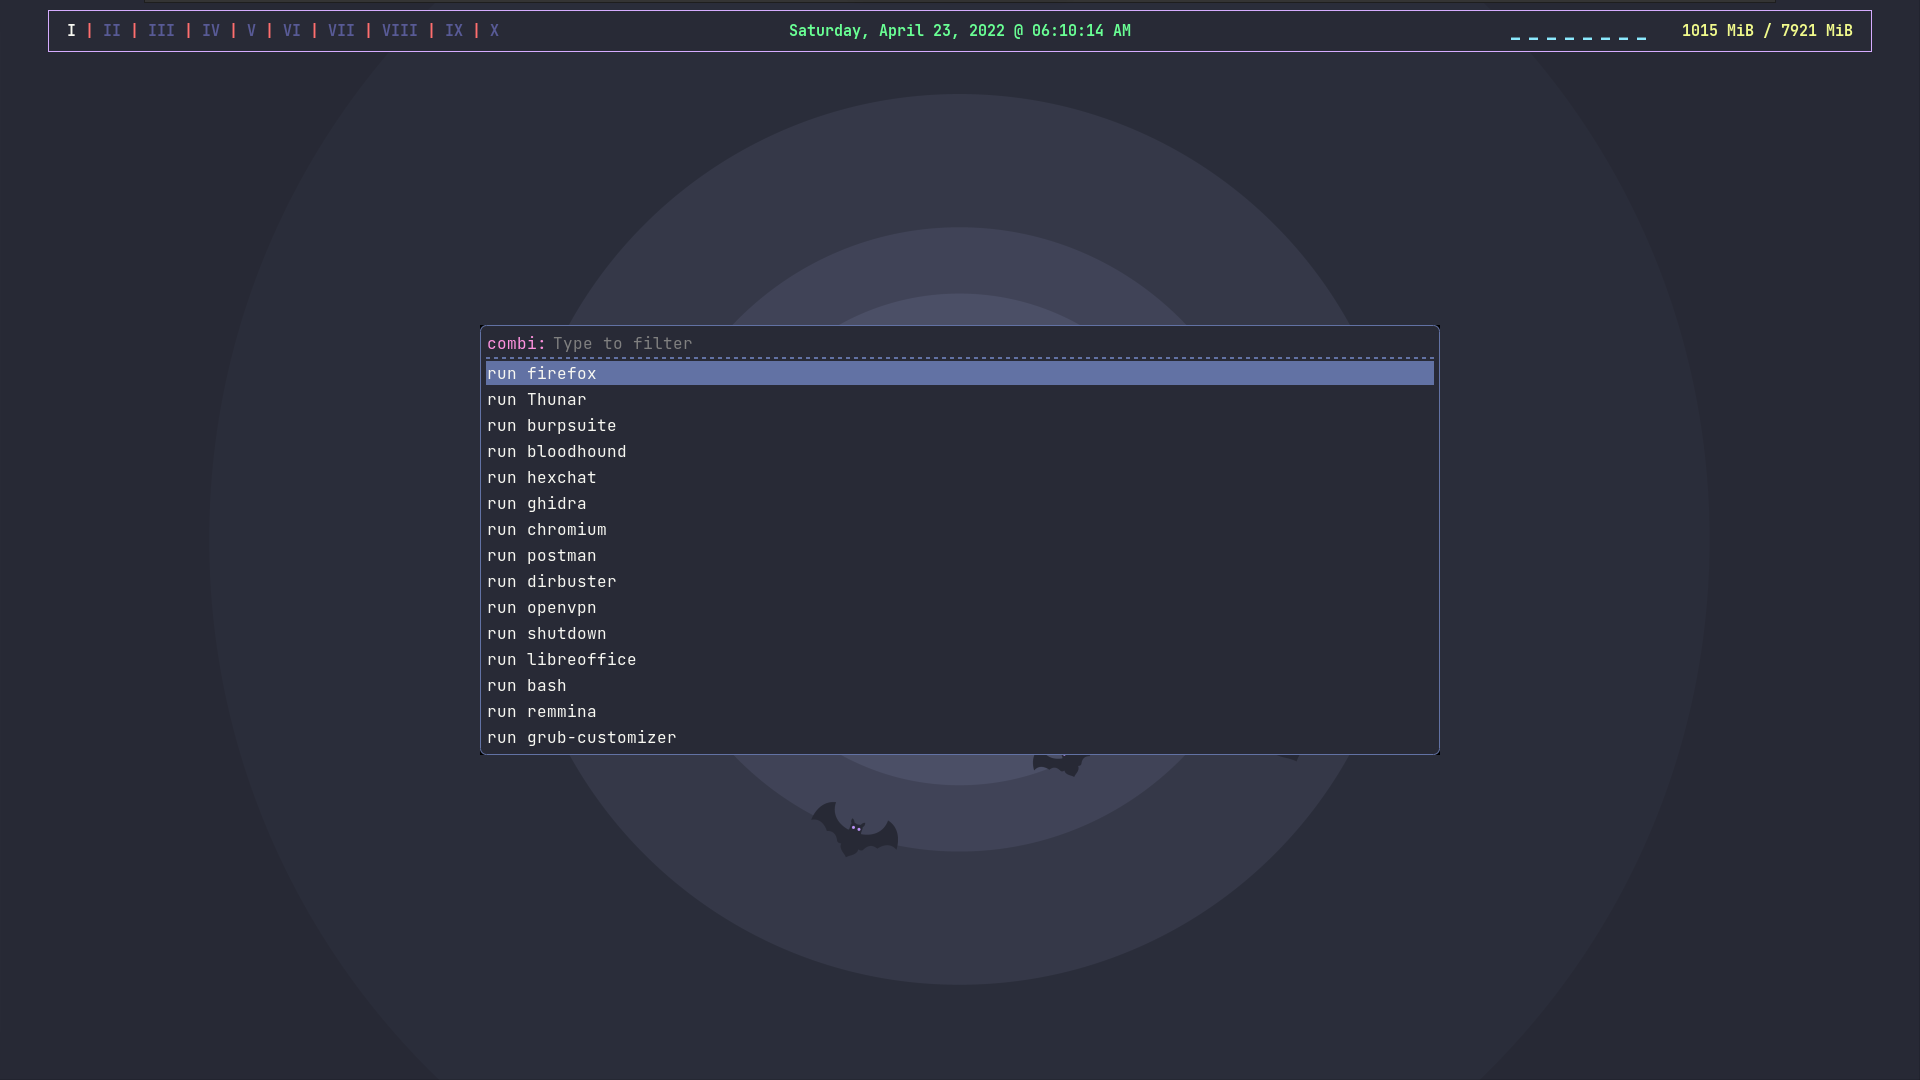 I | II | III | IV | V | VI | VII | VIII | IX | X
Saturday, April 23, 2022 @ 06:10:14 AM
1015 MiB / 7921 MiB
combi: Type to filter
run firefox
run Thunar
run burpsuite
run bloodhound
run hexchat
run ghidra
run chromium
run postman
run dirbuster
run openvpn
run shutdown
run libreoffice
run bash
run remmina
run grub-customizer